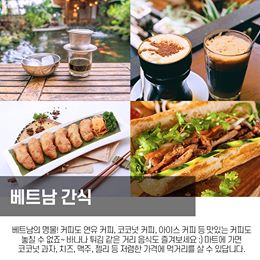 베트남 간식
베트남의 명물! 커피도 연유 커피, 코코넛 커피, 아이스 커피 등 맛있는 커피도
놓칠 수 없죠~ 바나나 튀김 같은 거리 음식도 즐겨보세요 :) 마트에 가면
코코넛 과자, 치즈, 맥주, 젤리 등 저렴한 가격에 먹거리를 살 수 있답니다.